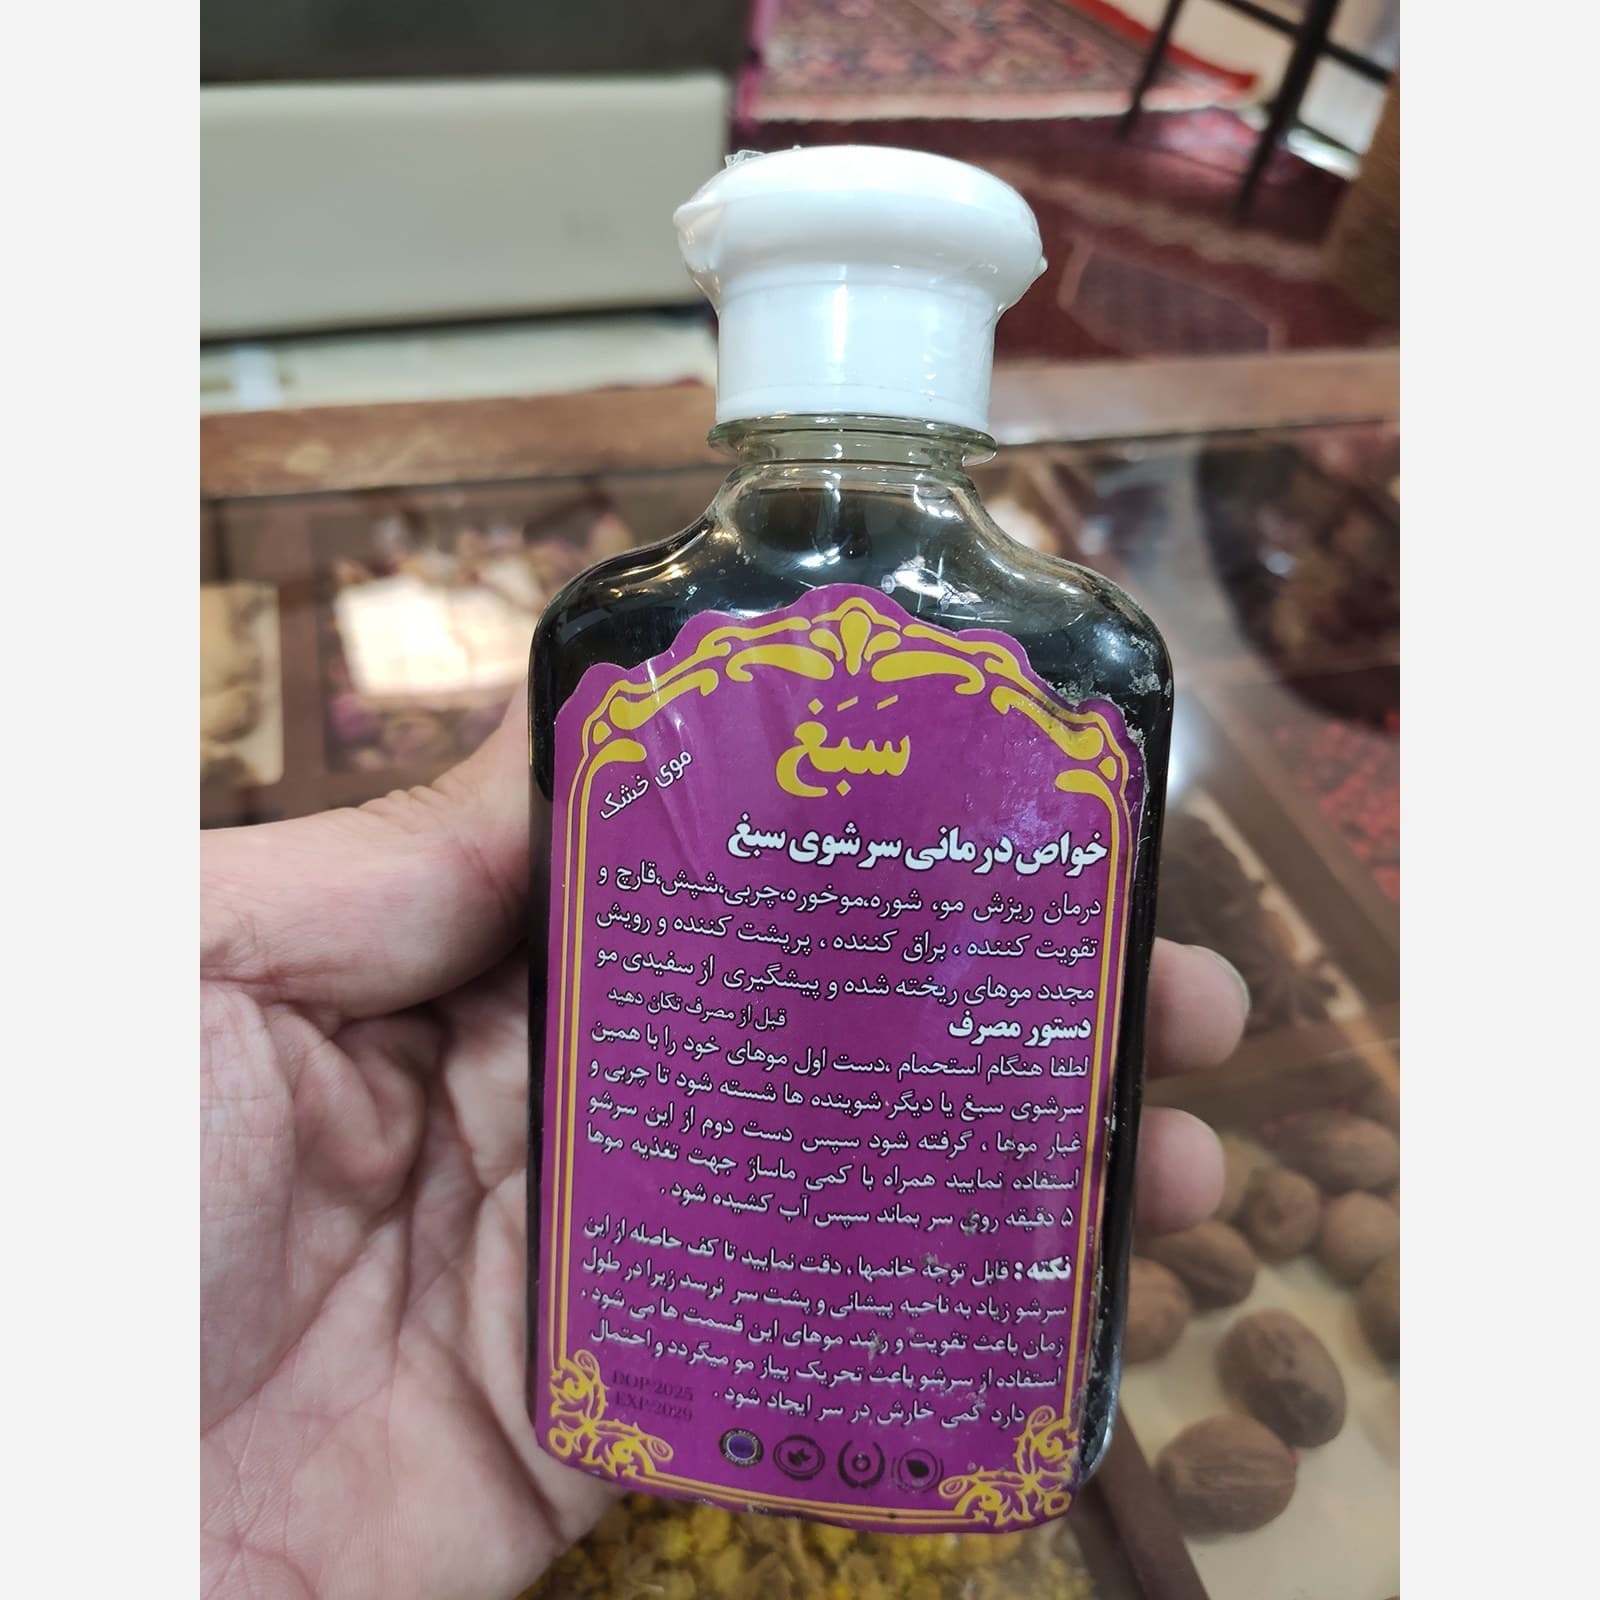 سَبَغ
موی خشک
خواص درمانی سرشوی سبغ
درمان ریزش مو، شوره،موخوره،چربی،شپش،قارچ و
تقویت کننده ، براق کننده ، پرپشت کننده و رویش
مجدد موهای ریخته شده و پیشگیری از سفیدی مو
دستور مصرف قبل از مصرف تکان دهید
لطفا هنگام استحمام ،دست اول موهای خود را با همین
سرشوی سبغ یا دیگر شوینده ها شسته شود تا چربی و
غبار موها ، گرفته شود سپس دست دوم از این سرشو
استفاده نمایید همراه با کمی ماساژ جهت تغذیه موها
۵ دقیقه روی سر بماند سپس آب کشیده شود .
نکته : قابل توجه خانمها ، دقت نمایید تا کف حاصله از این
سرشو زیاد به ناحیه پیشانی و پشت سر نرسد زیرا در طول
زمان باعث تقویت و رشد موهای این قسمت ها می شود .
استفاده از سرشو باعث تحریک پیاز مو میگردد و احتمال
دارد کمی خارش در سر ایجاد شود .
DOP:2025
EXP:2029